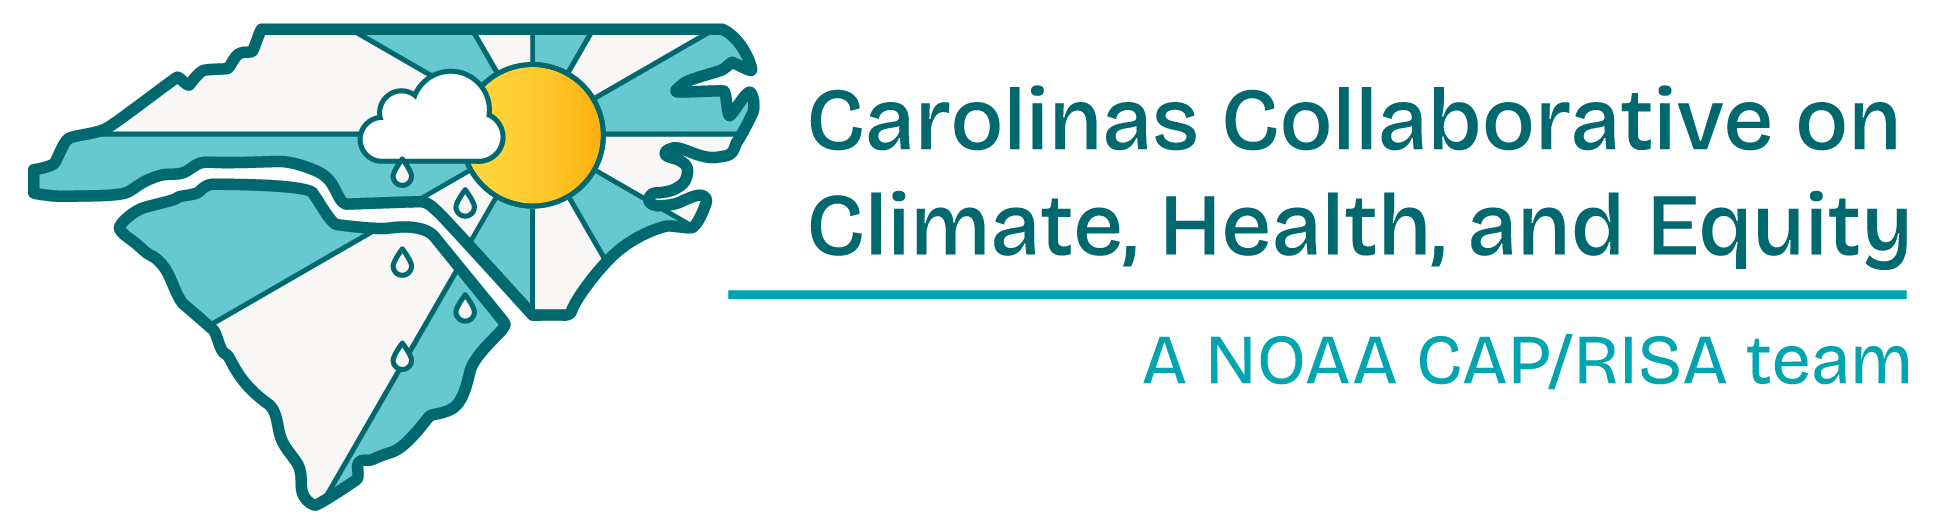 Carolinas Collaborative on
Climate, Health, and Equity
A NOAA CAP/RISA team